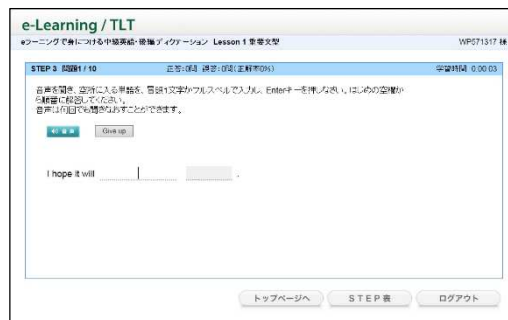 e-Learning / TLT
eラーニングで身につける中級英語・後編ディクテーション Lesson 1 重要文型
WP571317 様
STEP 3 問題1 / 10
正答:0問 誤答:0問(正解率0%)
学習時間 0:00:03
音声を聞き、空所に入る単語を、冒頭1文字かフルスペルで入力し、Enterキーを押しなさい。はじめの空欄から順番に解答してください。
音声は何回でも聞きなおすことができます。
Give up
I hope it will .
トップページへ STEP表 ログアウト